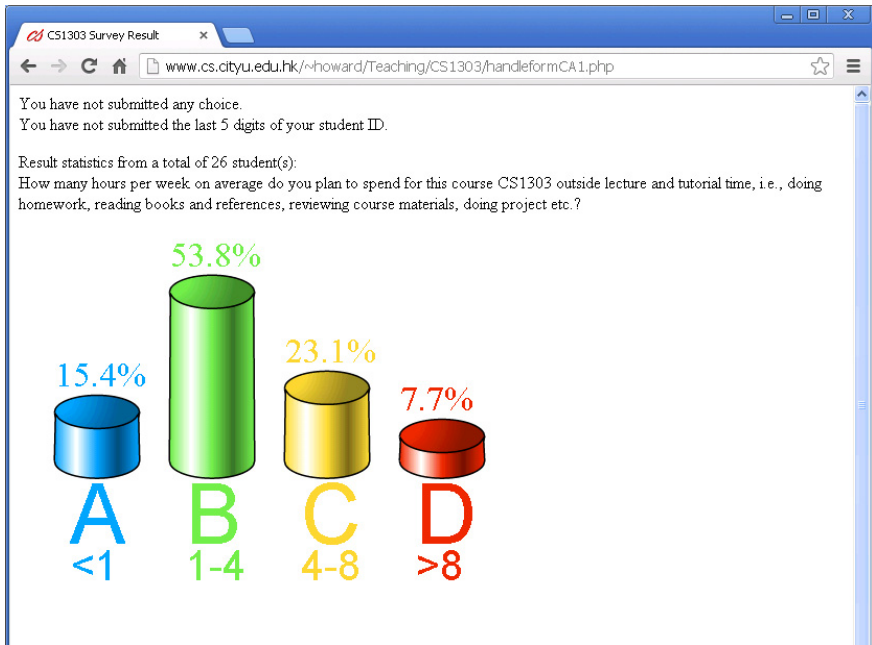 CS1303 Survey Result
www.cs.cityu.edu.hk/~howard/Teaching/CS1303/handleformCA1.php
You have not submitted any choice.
You have not submitted the last 5 digits of your student ID.
Result statistics from a total of 26 student(s):
How many hours per week on average do you plan to spend for this course CS1303 outside lecture and tutorial time, i.e., doing
homework, reading books and references, reviewing course materials, doing project etc.?
15.4% 53.8% 23.1% 7.7%
A B C D
<1 1-4 4-8 >8